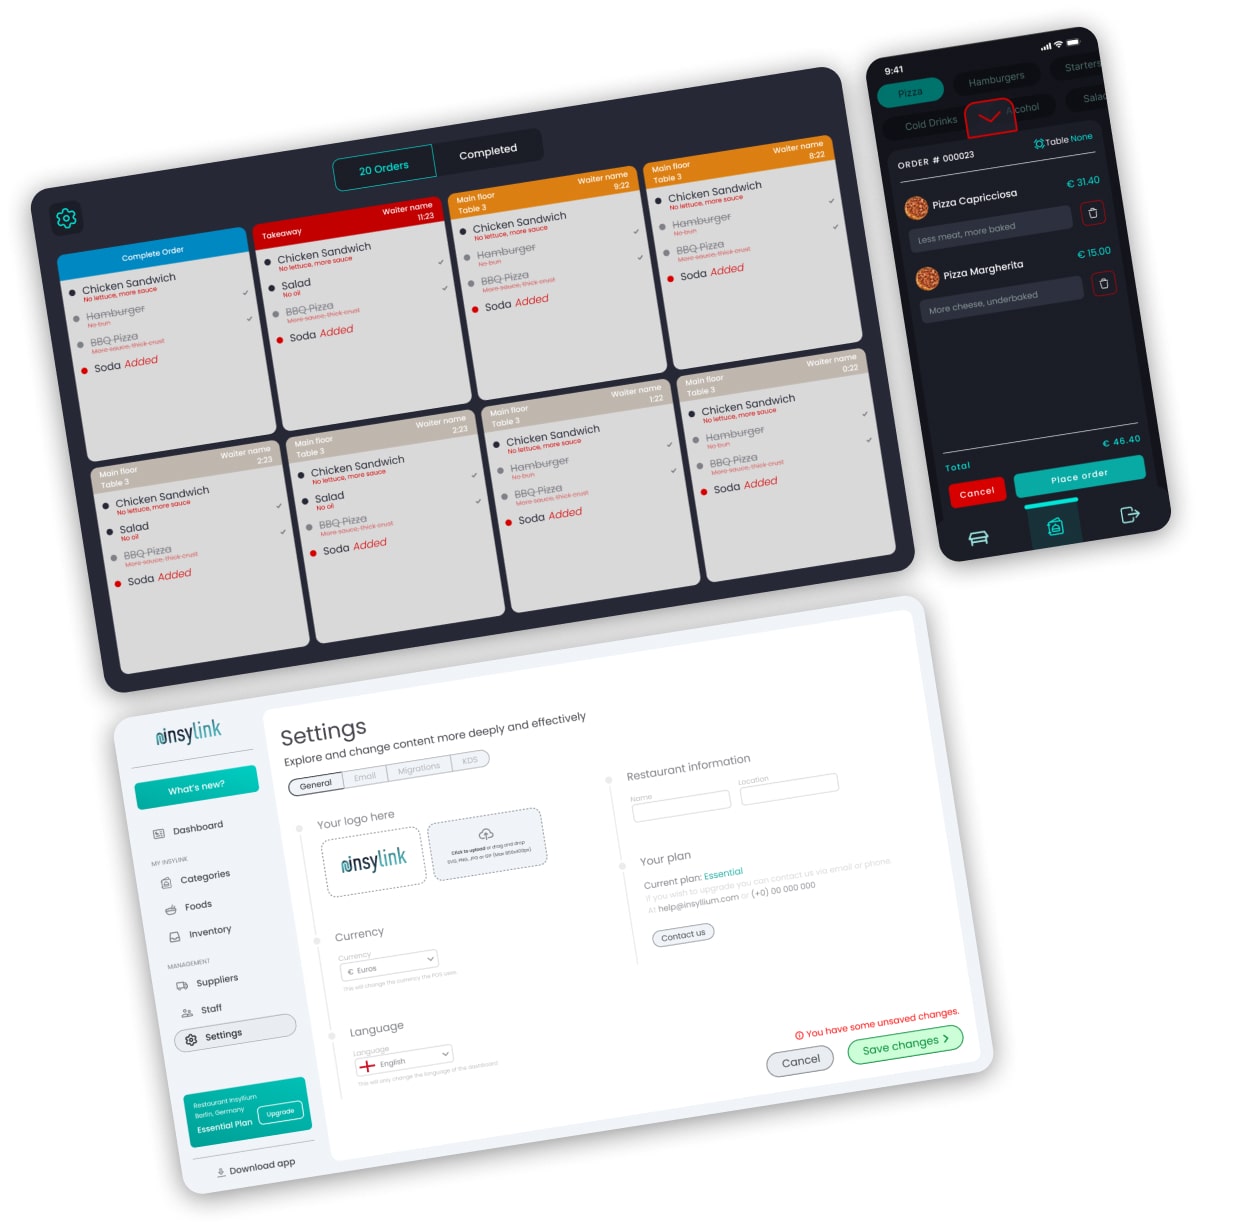 20 Orders
Completed
Complete Order
Chicken Sandwich
No lettuce, more sauce
Hamburger
No bun
BBQ Pizza
More sauce, thick crust
Soda Added
Takeaway
Waiter name
11:23
Chicken Sandwich
No lettuce, more sauce
Salad
No oil
BBQ Pizza
More sauce, thick crust
Soda Added
Main floor
Table 3
Waiter name
9:22
Chicken Sandwich
No lettuce, more sauce
Hamburger
No bun
BBQ Pizza
More sauce, thick crust
Soda Added
Main floor
Table 3
Waiter name
8:22
Chicken Sandwich
No lettuce, more sauce
Hamburger
No bun
BBQ Pizza
More sauce, thick crust
Soda Added
Main floor
Table 3
Waiter name
2:23
Chicken Sandwich
No lettuce, more sauce
Salad
No oil
BBQ Pizza
More sauce, thick crust
Soda Added
Main floor
Table 3
Waiter name
2:23
Chicken Sandwich
No lettuce, more sauce
Salad
No oil
BBQ Pizza
More sauce, thick crust
Soda Added
Main floor
Table 3
Waiter name
1:22
Chicken Sandwich
No lettuce, more sauce
Hamburger
No bun
BBQ Pizza
More sauce, thick crust
Soda Added
Main floor
Table 3
Waiter name
0:22
Chicken Sandwich
No lettuce, more sauce
Hamburger
No bun
BBQ Pizza
More sauce, thick crust
Soda Added
9:41
Pizza
Hamburgers
Starters
Cold Drinks
Alcohol
Salad
ORDER # 000023
Table None
Pizza Capricciosa
€ 31.40
Less meat, more baked
Pizza Margherita
€ 15.00
More cheese, underbaked
Total
€ 46.40
Cancel
Place order
insylink
What's new?
Dashboard
MY INSYLINK
Categories
Foods
Inventory
MANAGEMENT
Suppliers
Staff
Settings
Restaurant Insyllium
Berlin, Germany
Essential Plan
Upgrade
Download app
Settings
Explore and change content more deeply and effectively
General
Email
Migrations
KDS
Your logo here
insylink
Click to upload or drag and drop
SVG, PNG, JPG or GIF (Max 800x400px)
Currency
Currency
€ Euros
This will change the currency the POS uses.
Language
Language
English
This will only change the language of this dashboard
Restaurant information
Name
Location
Your plan
Current plan: Essential
If you wish to upgrade you can contact us via email or phone
At help@insyllium.com or (+0) 00 000 000
Contact us
You have some unsaved changes.
Cancel
Save changes